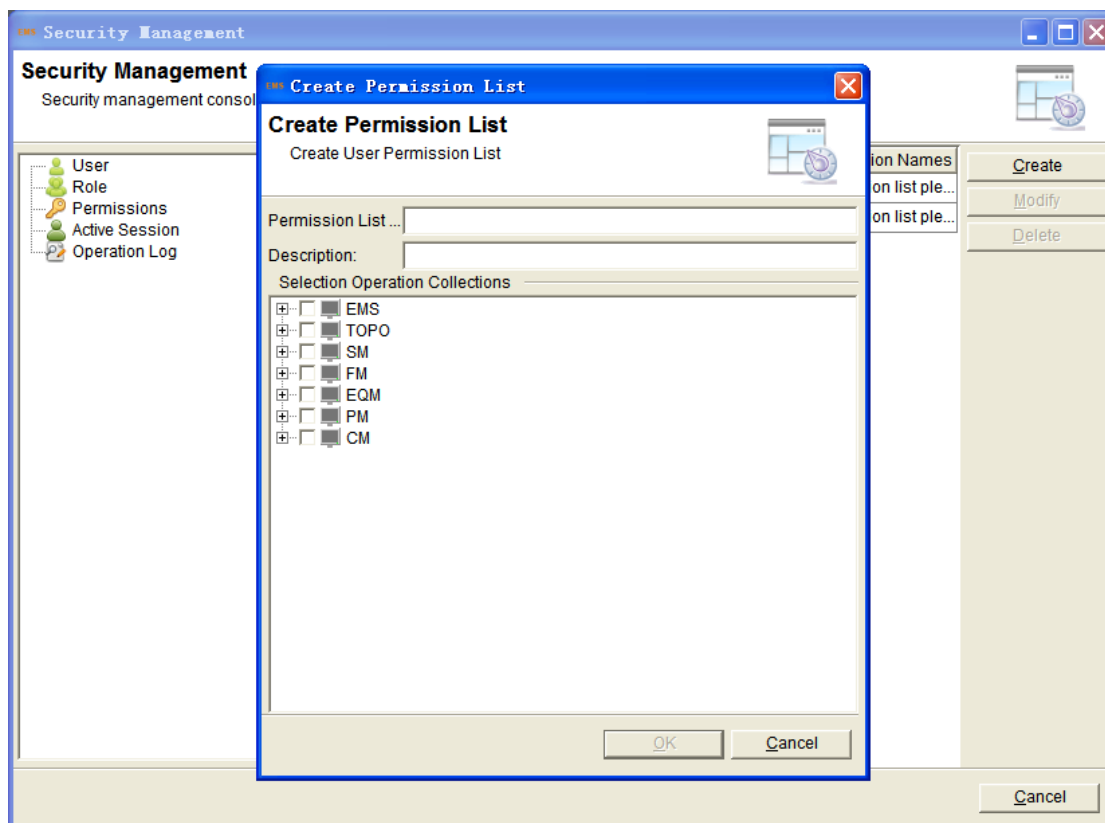 EMS Security Management
Security Management
Security management consol
User
Role
Permissions
Active Session
Operation Log
ion Names
on list ple...
on list ple...
Create
Modify
Delete
Cancel
EMS Create Permission List
Create Permission List
Create User Permission List
Permission List ...
Description:
Selection Operation Collections
EMS
TOPO
SM
FM
EQM
PM
CM
OK
Cancel